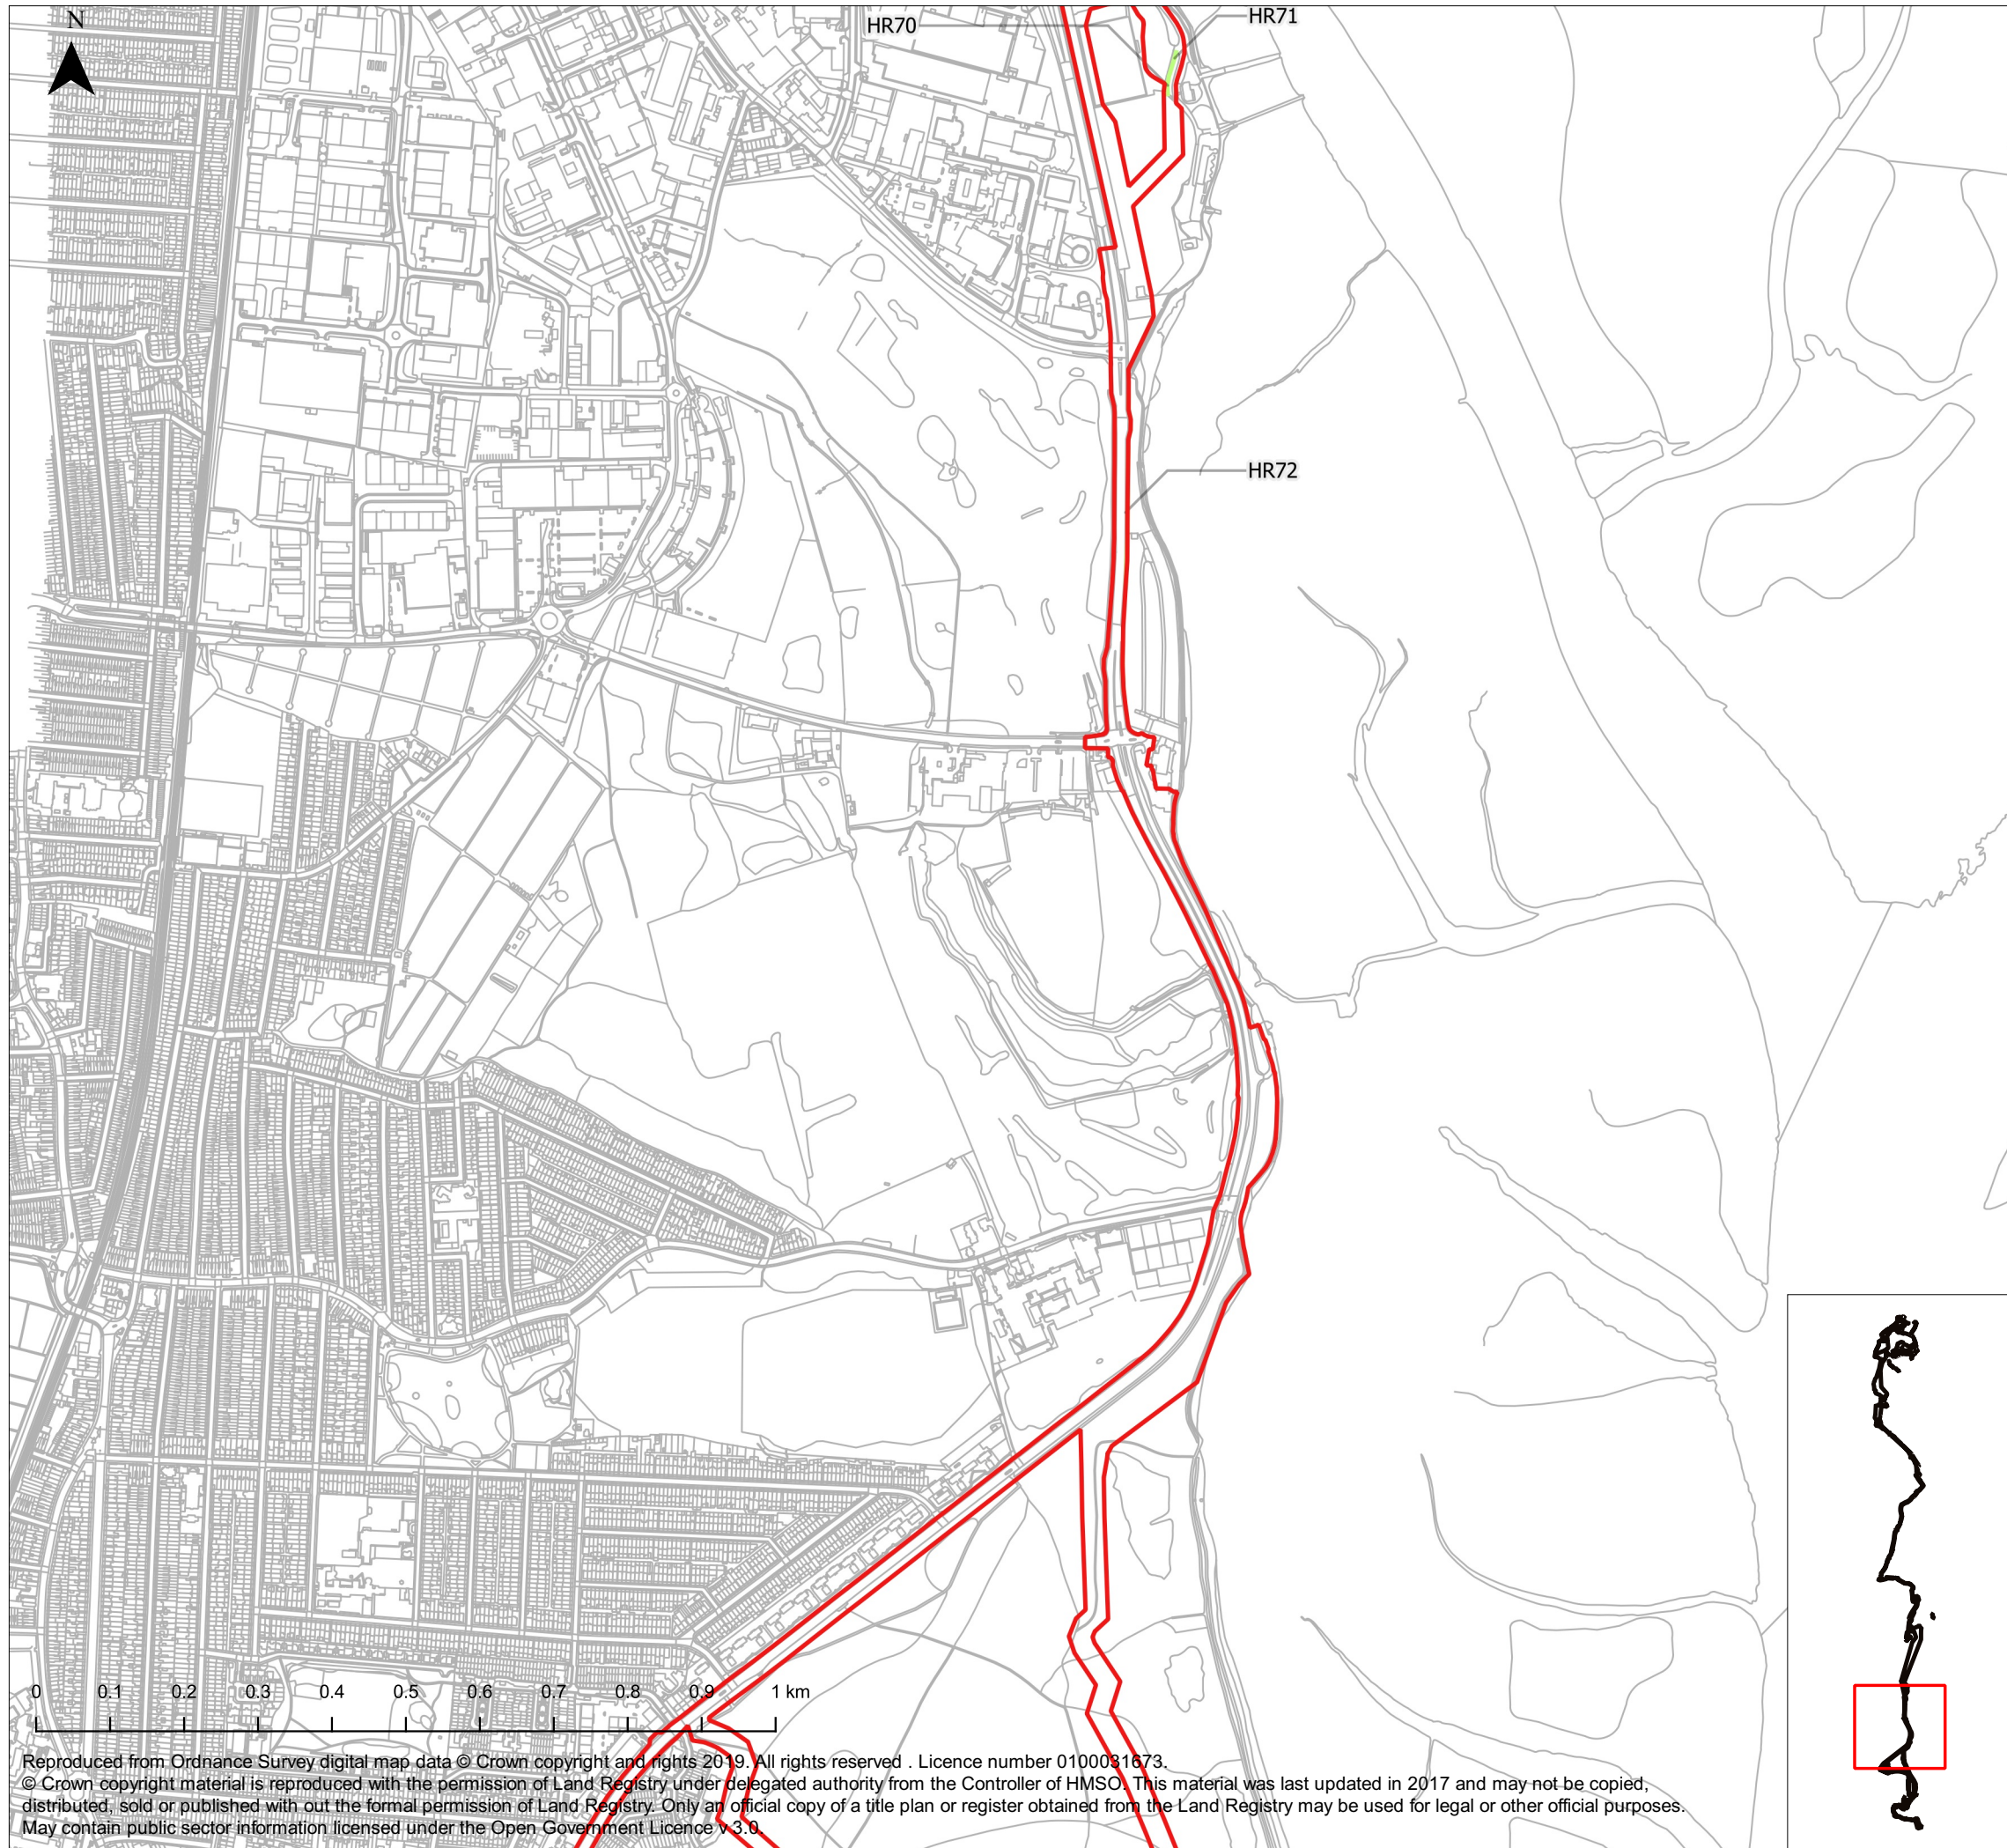 N
HR70
HR71
HR72
0 0.1 0.2 0.3 0.4 0.5 0.6 0.7 0.8 0.9 1 km
Reproduced from Ordnance Survey digital map data © Crown copyright and rights 2019. All rights reserved . Licence number 0100031673.
© Crown copyright material is reproduced with the permission of Land Registry under delegated authority from the Controller of HMSO. This material was last updated in 2017 and may not be copied,
distributed, sold or published with out the formal permission of Land Registry. Only an official copy of a title plan or register obtained from the Land Registry may be used for legal or other official purposes.
May contain public sector information licensed under the Open Government Licence v 3.0.